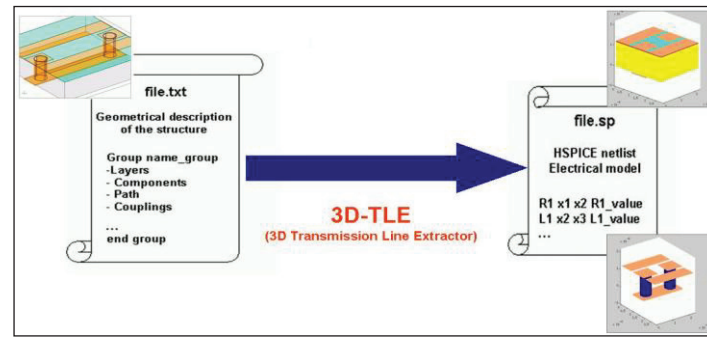 file.txt
Geometrical description
of the structure
Group name_group
-Layers
- Components
- Path
- Couplings
...
end group
3D-TLE
(3D Transmission Line Extractor)
file.sp
HSPICE netlist
Electrical model
R1 x1 x2 R1_value
L1 x2 x3 L1_value
...